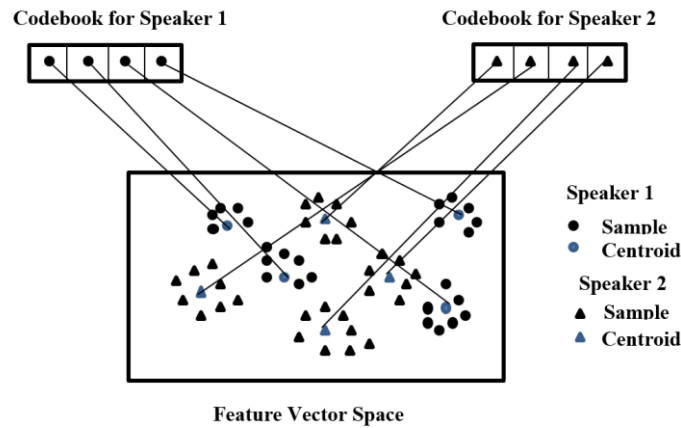 Codebook for Speaker 1
Codebook for Speaker 2
Speaker 1
Sample
Centroid
Speaker 2
Sample
Centroid
Feature Vector Space